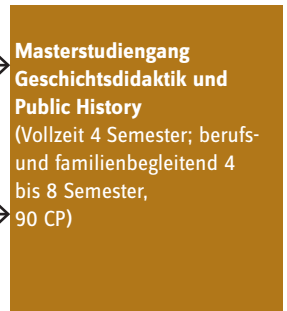 Masterstudiengang
Geschichtsdidaktik und
Public History
(Vollzeit 4 Semester; berufs-
und familienbegleitend 4
bis 8 Semester,
90 CP)